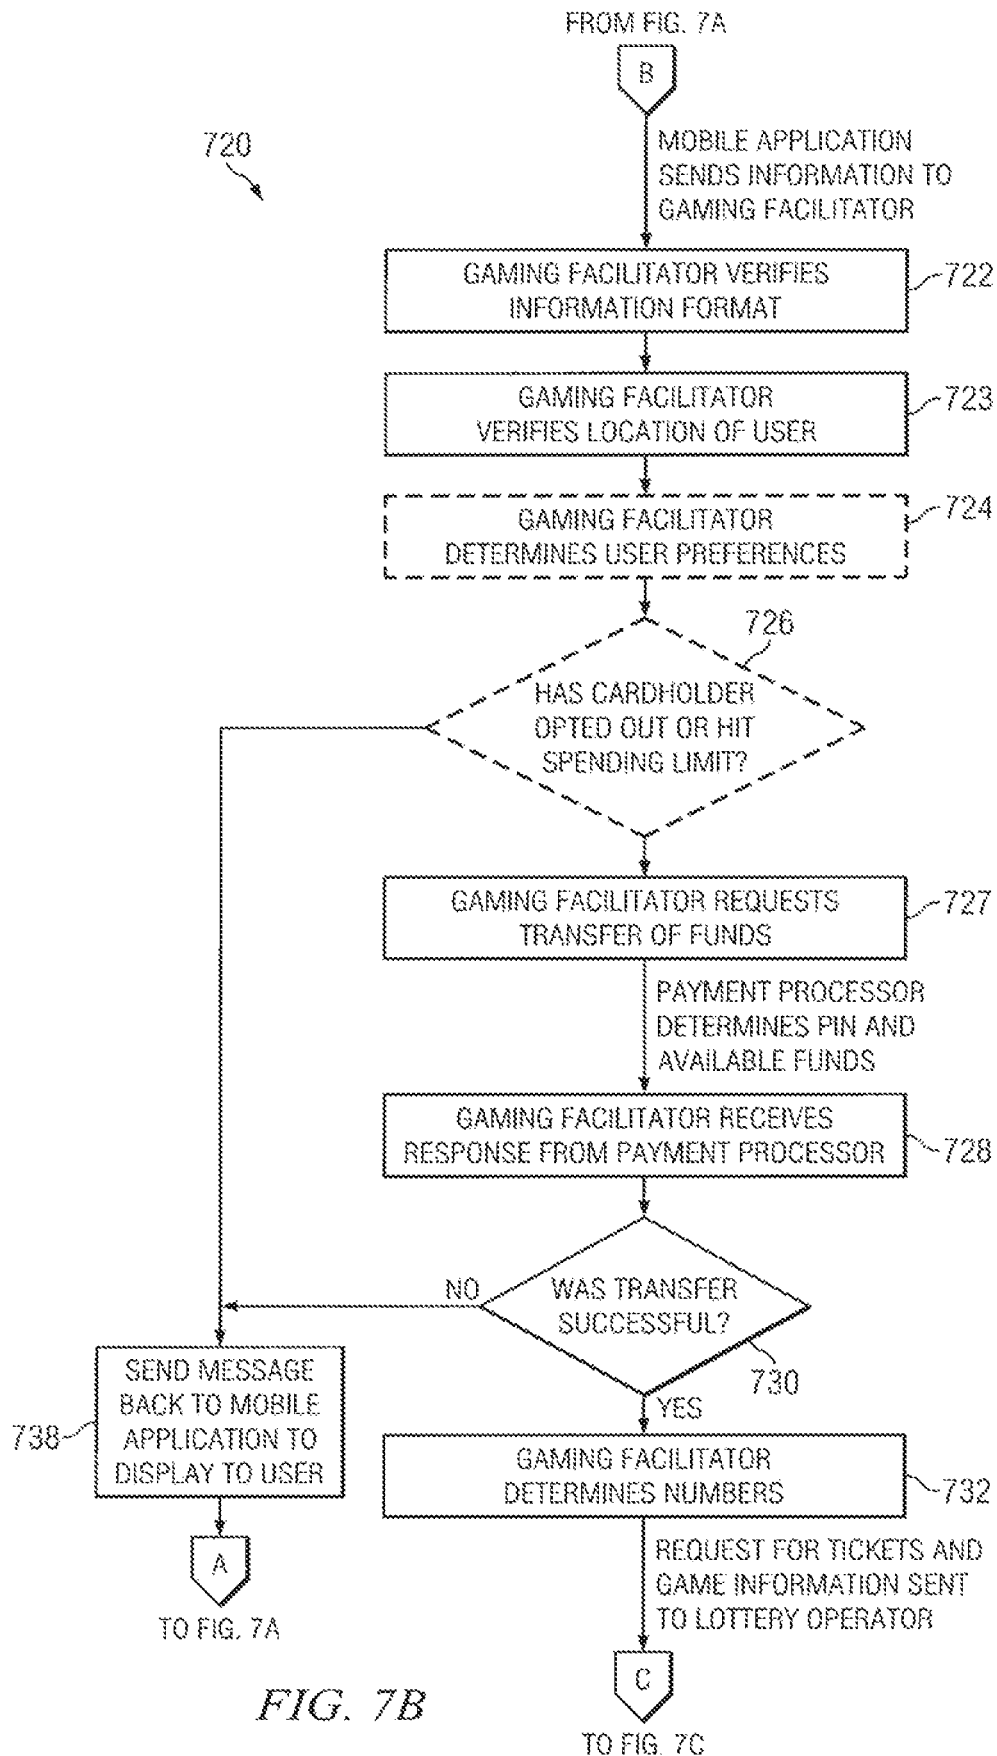 FROM FIG. 7A
B
720
MOBILE APPLICATION
SENDS INFORMATION TO
GAMING FACILITATOR
GAMING FACILITATOR VERIFIES
INFORMATION FORMAT
722
GAMING FACILITATOR
VERIFIES LOCATION OF USER
723
GAMING FACILITATOR
DETERMINES USER PREFERENCES
724
726
HAS CARDHOLDER
OPTED OUT OR HIT
SPENDING LIMIT?
GAMING FACILITATOR REQUESTS
TRANSFER OF FUNDS
727
PAYMENT PROCESSOR
DETERMINES PIN AND
AVAILABLE FUNDS
GAMING FACILITATOR RECEIVES
RESPONSE FROM PAYMENT PROCESSOR
728
NO
WAS TRANSFER
SUCCESSFUL?
730
YES
SEND MESSAGE
BACK TO MOBILE
APPLICATION TO
DISPLAY TO USER
738
GAMING FACILITATOR
DETERMINES NUMBERS
732
A
TO FIG. 7A
REQUEST FOR TICKETS AND
GAME INFORMATION SENT
TO LOTTERY OPERATOR
C
TO FIG. 7C
FIG. 7B